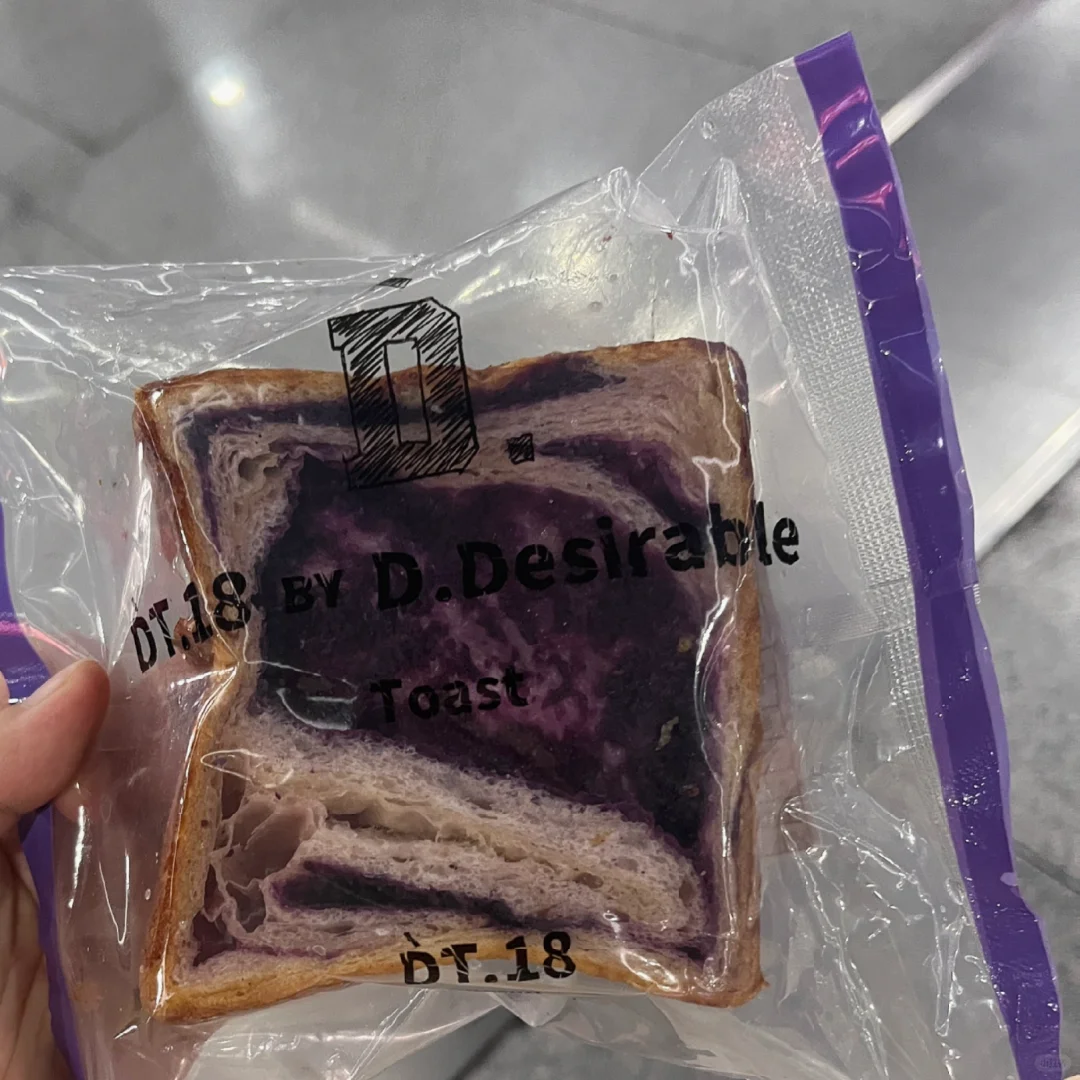 D.
DT.18 BY D.Desirable
Toast
DT.18